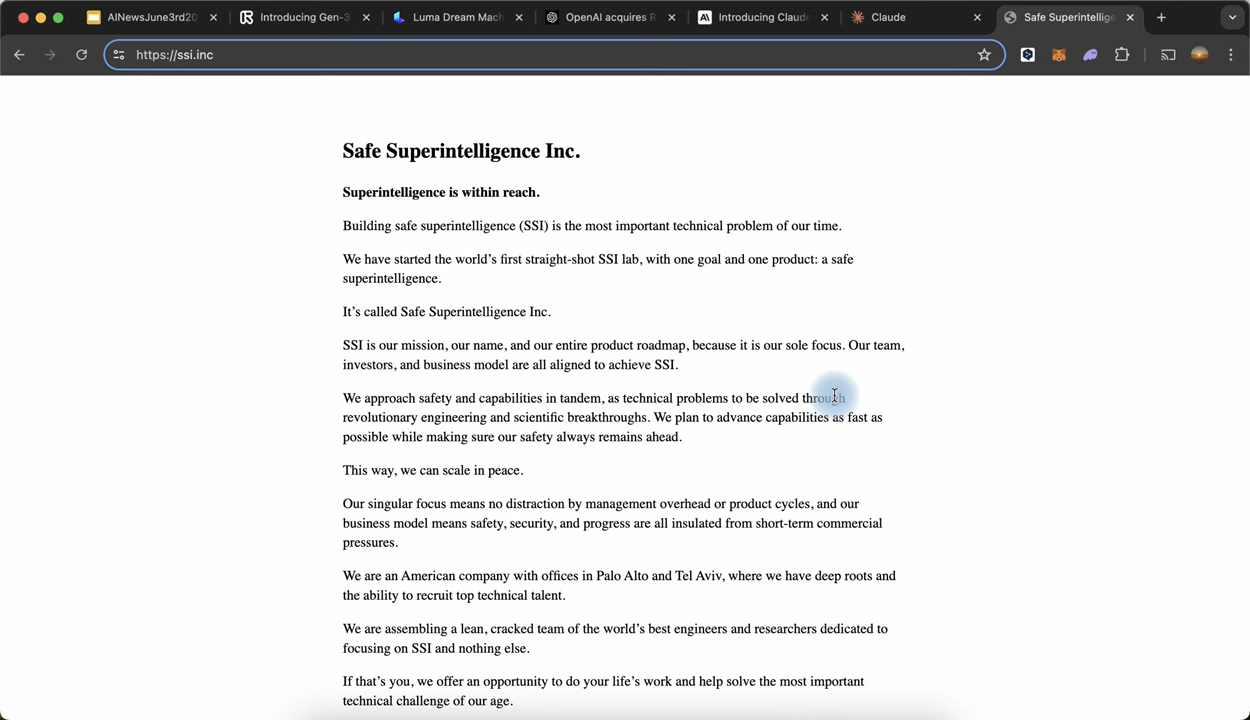 AINewsJune3rd20
Introducing Gen-3
Luma Dream Mach
OpenAI acquires R
Introducing Claude
Claude
Safe Superintellige
https://ssi.inc
Safe Superintelligence Inc.
Superintelligence is within reach.
Building safe superintelligence (SSI) is the most important technical problem of our time.
We have started the world’s first straight-shot SSI lab, with one goal and one product: a safe
superintelligence.
It’s called Safe Superintelligence Inc.
SSI is our mission, our name, and our entire product roadmap, because it is our sole focus. Our team,
investors, and business model are all aligned to achieve SSI.
We approach safety and capabilities in tandem, as technical problems to be solved through
revolutionary engineering and scientific breakthroughs. We plan to advance capabilities as fast as
possible while making sure our safety always remains ahead.
This way, we can scale in peace.
Our singular focus means no distraction by management overhead or product cycles, and our
business model means safety, security, and progress are all insulated from short-term commercial
pressures.
We are an American company with offices in Palo Alto and Tel Aviv, where we have deep roots and
the ability to recruit top technical talent.
We are assembling a lean, cracked team of the world’s best engineers and researchers dedicated to
focusing on SSI and nothing else.
If that’s you, we offer an opportunity to do your life’s work and help solve the most important
technical challenge of our age.